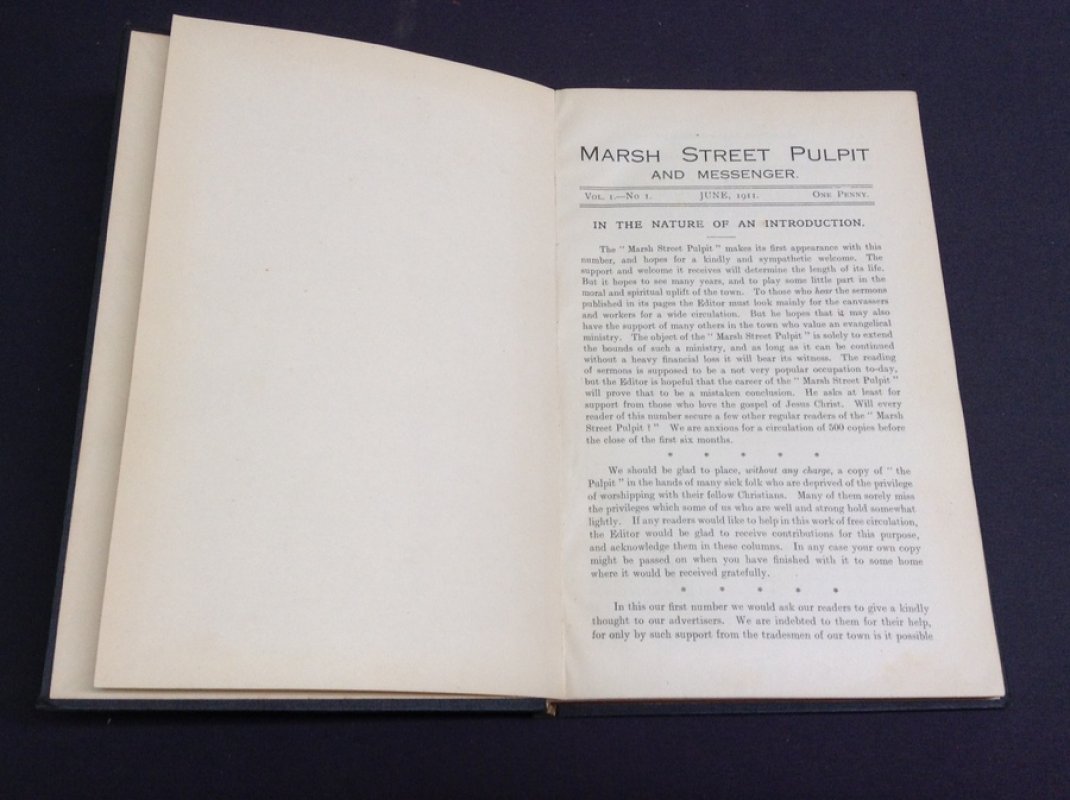 MARSH STREET PULPIT
AND MESSENGER.
VOL. 1.—NO 1. JUNE, 1911. ONE PENNY.
IN THE NATURE OF AN INTRODUCTION.
The "Marsh Street Pulpit" makes its first appearance with this
number, and hopes for a kindly and sympathetic welcome. The
support and welcome it receives will determine the length of its life.
But it hopes to see many years, and to play some little part in the
moral and spiritual uplift of the town. To those who hear the sermons
published in its pages the Editor must look mainly for the canvassers
and workers for a wide circulation. But he hopes that it may also
have the support of many others in the town who value an evangelical
ministry. The object of the "Marsh Street Pulpit" is solely to extend
the bounds of such a ministry, and as long as it can be continued
without a heavy financial loss it will bear its witness. The reading
of sermons is supposed to be a not very popular occupation to-day,
but the Editor is hopeful that the career of the "Marsh Street Pulpit"
will prove that to be a mistaken conclusion. He asks at least for
support from those who love the gospel of Jesus Christ. Will every
reader of this number secure a few other regular readers of the "Marsh
Street Pulpit?" We are anxious for a circulation of 500 copies before
the close of the first six months.
* * * * *
We should be glad to place, without any charge, a copy of "the
Pulpit" in the hands of many sick folk who are deprived of the privilege
of worshipping with their fellow Christians. Many of them sorely miss
the privileges which some of us who are well and strong hold somewhat
lightly. If any readers would like to help in this work of free circulation,
the Editor would be glad to receive contributions for this purpose,
and acknowledge them in these columns. In any case your own copy
might be passed on when you have finished with it to some home
where it would be received gratefully.
* * * * *
In this our first number we would ask our readers to give a kindly
thought to our advertisers. We are indebted to them for their help,
for only by such support from the tradesmen of our town is it possible